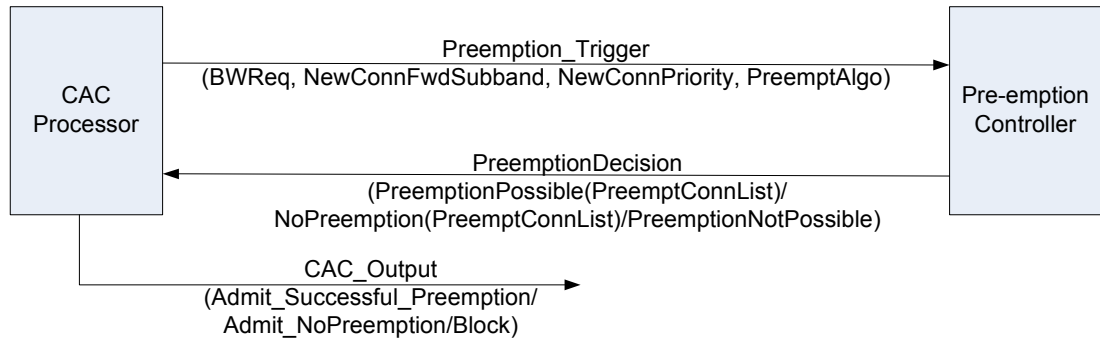 CAC
Processor
Preemption_Trigger
(BWReq, NewConnFwdSubband, NewConnPriority, PreemptAlgo)
Pre-emption
Controller
PreemptionDecision
(PreemptionPossible(PreemptConnList)/
NoPreemption(PreemptConnList)/PreemptionNotPossible)
CAC_Output
(Admit_Successful_Preemption/
Admit_NoPreemption/Block)